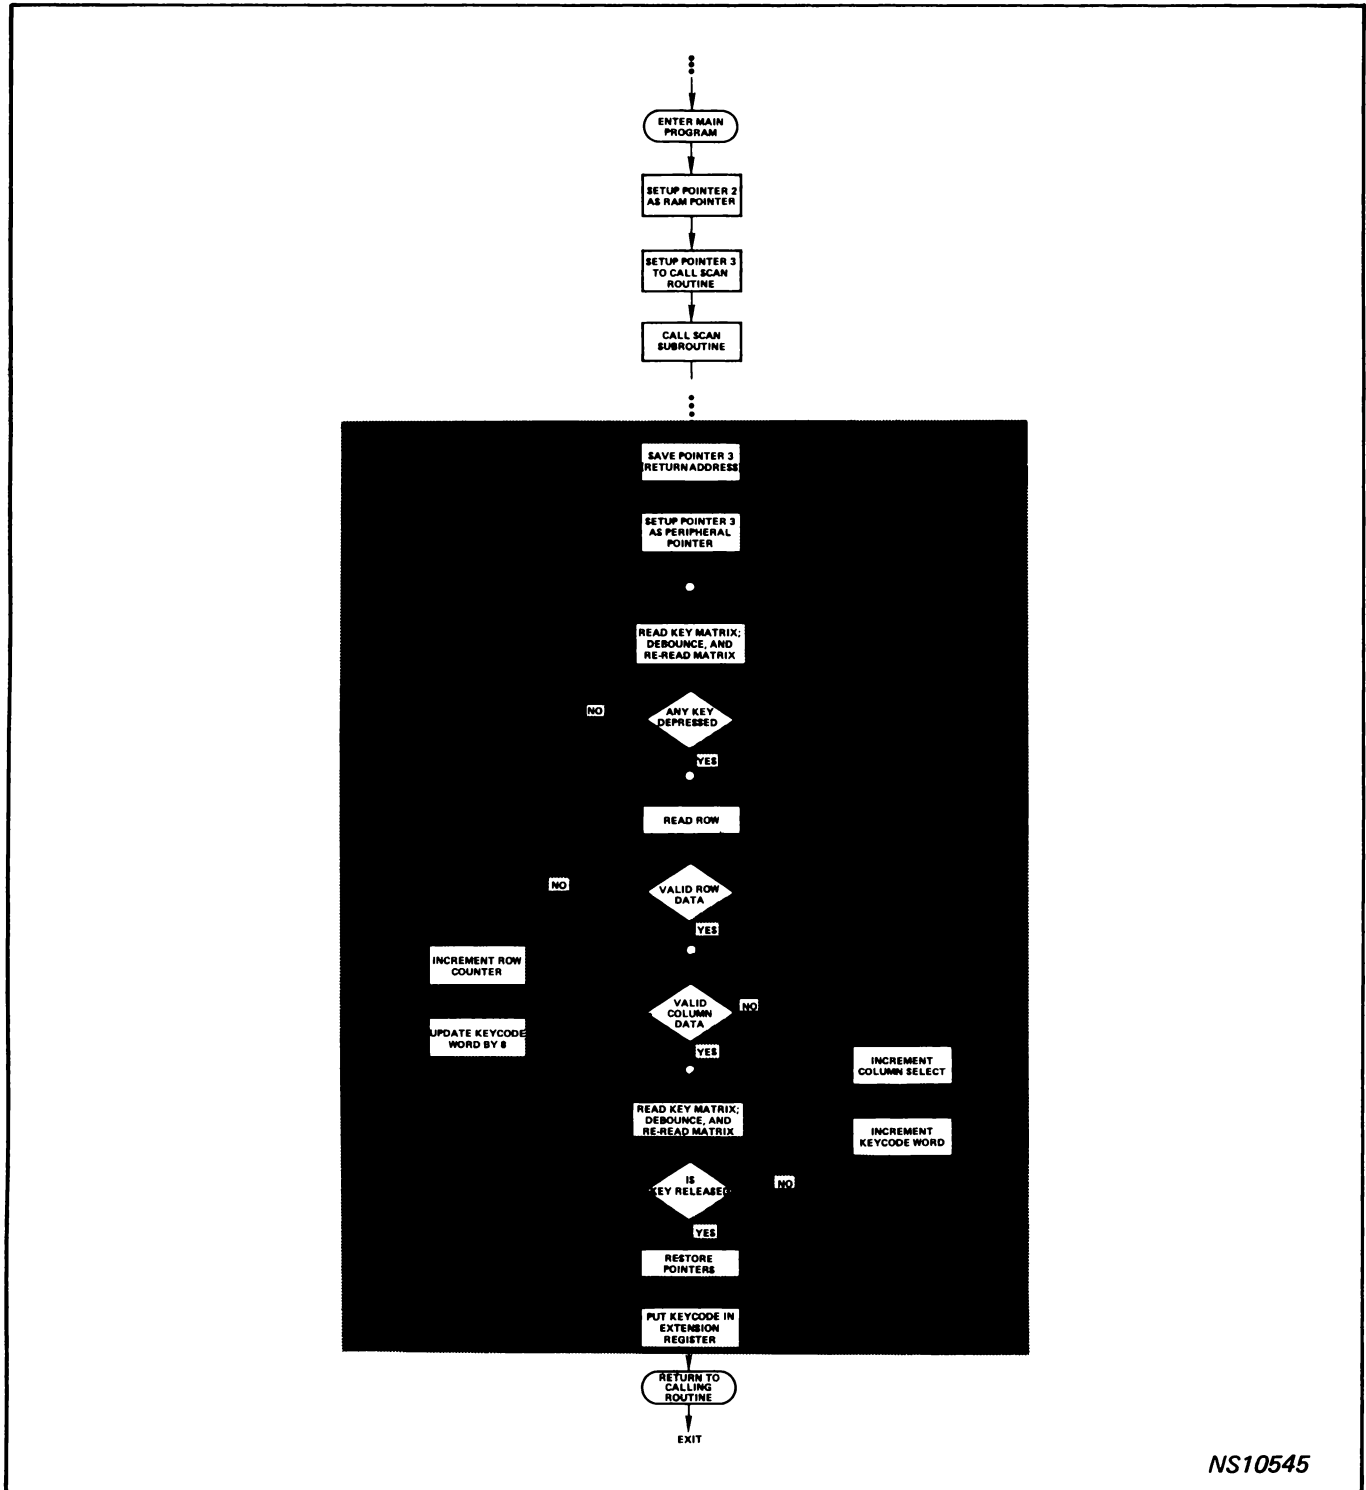 ENTER MAIN
PROGRAM
SETUP POINTER 2
AS RAM POINTER
SETUP POINTER 3
TO CALL SCAN
ROUTINE
CALL SCAN
SUBROUTINE
SAVE POINTER 3
(RETURN ADDRESS)
SETUP POINTER 3
AS PERIPHERAL
POINTER
READ KEY MATRIX;
DEBOUNCE, AND
RE-READ MATRIX
NO
ANY KEY
DEPRESSED
YES
READ ROW
NO
VALID ROW
DATA
YES
INCREMENT ROW
COUNTER
VALID
COLUMN
DATA
NO
UPDATE KEYCODE
WORD BY 8
YES
INCREMENT
COLUMN SELECT
READ KEY MATRIX;
DEBOUNCE, AND
RE-READ MATRIX
INCREMENT
KEYCODE WORD
IS
KEY RELEASED
NO
YES
RESTORE
POINTERS
PUT KEYCODE IN
EXTENSION
REGISTER
RETURN TO
CALLING
ROUTINE
EXIT
NS10545